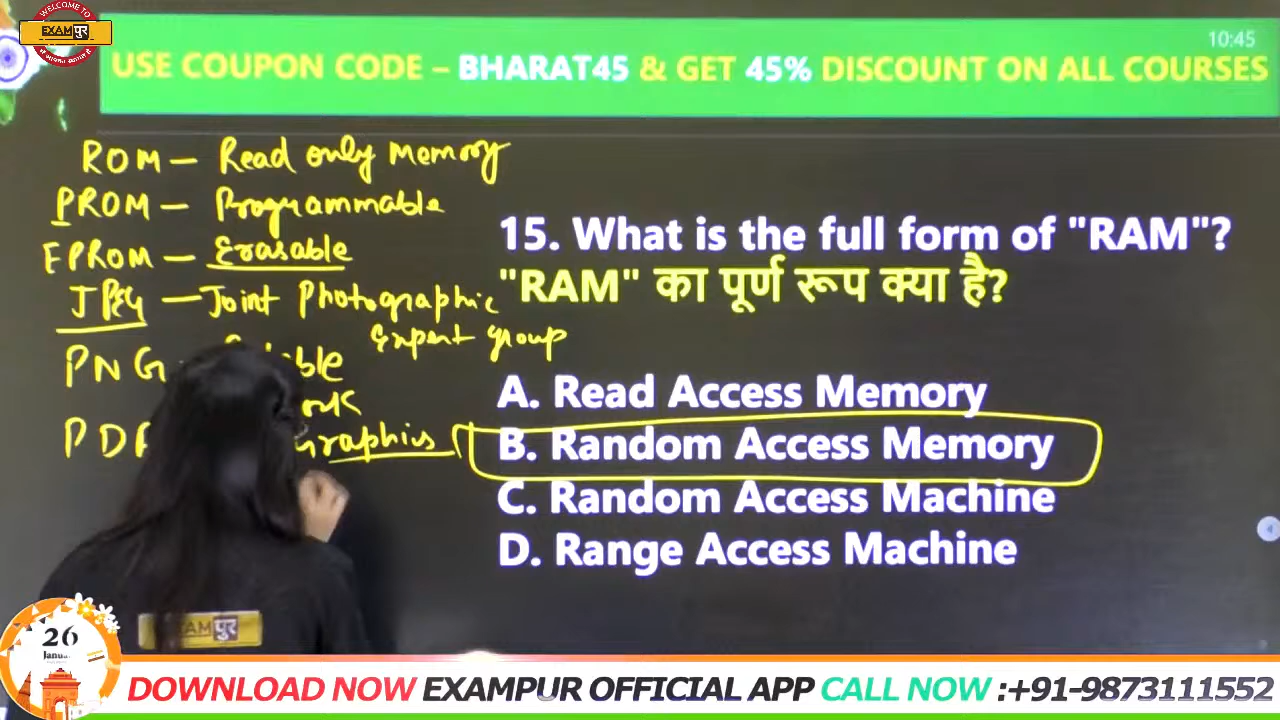 WELCOME TO
EXAMपुर
10:45
USE COUPON CODE – BHARAT45 & GET 45% DISCOUNT ON ALL COURSES
ROM – Read only Memory
PROM – Programmable
EPROM – Erasable
JPEG – Joint Photographic
Expert group
PNG
PD
Graphics
15. What is the full form of "RAM"?
"RAM" का पूर्ण रूप क्या है?
A. Read Access Memory
B. Random Access Memory
C. Random Access Machine
D. Range Access Machine
पुर
26
DOWNLOAD NOW EXAMPUR OFFICIAL APP CALL NOW :+91-9873111552